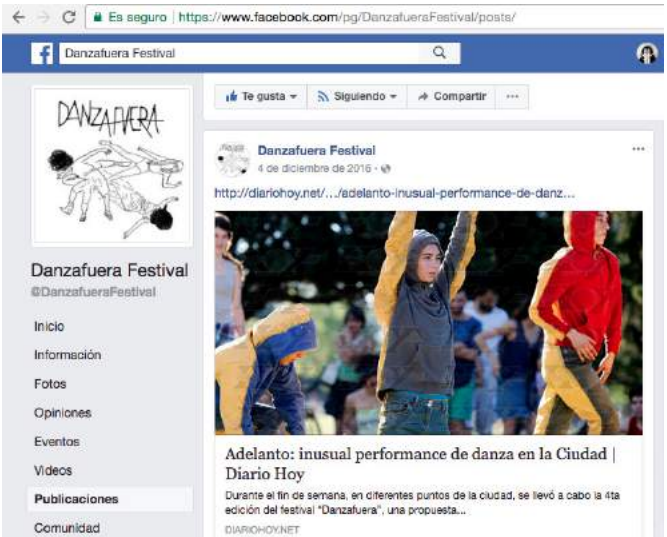 Es seguro | https://www.facebook.com/pg/DanzafueraFestival/posts/
Danzafuera Festival
DANZAFUERA
Te gusta
Siguiendo
Compartir
Danzafuera Festival
4 de diciembre de 2016
http://diariohoy.net/.../adelanto-inusual-performance-de-danz...
Danzafuera Festival
@DanzafueraFestival
Inicio
Información
Fotos
Opiniones
Eventos
Videos
Publicaciones
Comunidad
Adelanto: inusual performance de danza en la Ciudad |
Diario Hoy
Durante el fin de semana, en diferentes puntos de la ciudad, se llevó a cabo la 4ta
edición del festival "Danzafuera", una propuesta...
DIARIOHOY.NET